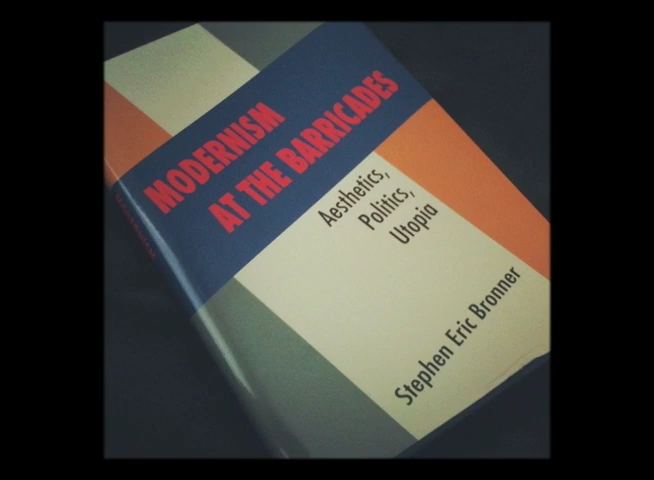 MODERNISM
AT THE BARRICADES
Aesthetics,
Politics,
Utopia
Stephen Eric Bronner